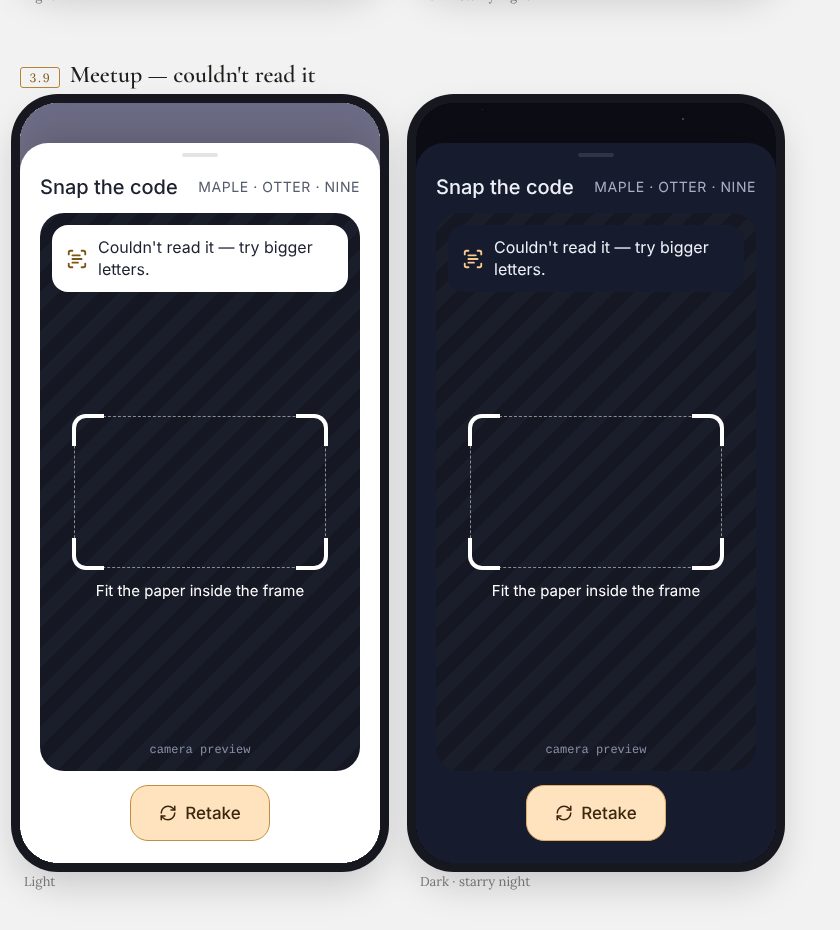 3.9 Meetup — couldn't read it
Snap the code MAPLE · OTTER · NINE
Couldn't read it — try bigger
letters.
Fit the paper inside the frame
camera preview
Retake
Light
Snap the code MAPLE · OTTER · NINE
Couldn't read it — try bigger
letters.
Fit the paper inside the frame
camera preview
Retake
Dark · starry night